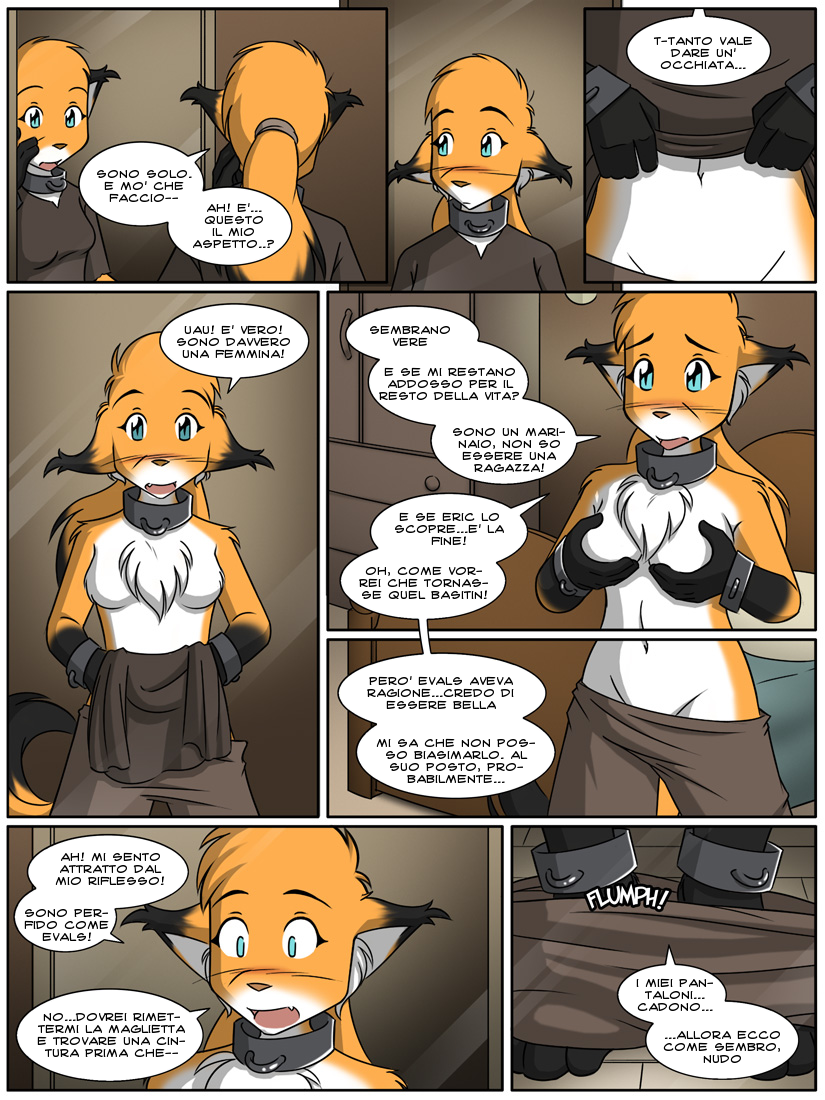 SONO SOLO.
E MO' CHE
FACCIO--
AH! E'...
QUESTO
IL MIO
ASPETTO..?
T-TANTO VALE
DARE UN'
OCCHIATA...
UAU! E' VERO!
SONO DAVVERO
UNA FEMMINA!
SEMBRANO
VERE
E SE MI RESTANO
ADDOSSO PER IL
RESTO DELLA VITA?
SONO UN MARI-
NAIO, NON SO
ESSERE UNA
RAGAZZA!
E SE ERIC LO
SCOPRE...E' LA
FINE!
OH, COME VOR-
REI CHE TORNAS-
SE QUEL BASITIN!
PERO' EVALS AVEVA
RAGIONE...CREDO DI
ESSERE BELLA
MI SA CHE NON POS-
SO BIASIMARLO. AL
SUO POSTO, PRO-
BABILMENTE...
AH! MI SENTO
ATTRATTO DAL
MIO RIFLESSO!
SONO PER-
FIDO COME
EVALS!
NO...DOVREI RIMET-
TERMI LA MAGLIETTA
E TROVARE UNA CIN-
TURA PRIMA CHE--
FLUMPH!
I MIEI PAN-
TALONI...
CADONO...
...ALLORA ECCO
COME SEMBRO,
NUDO